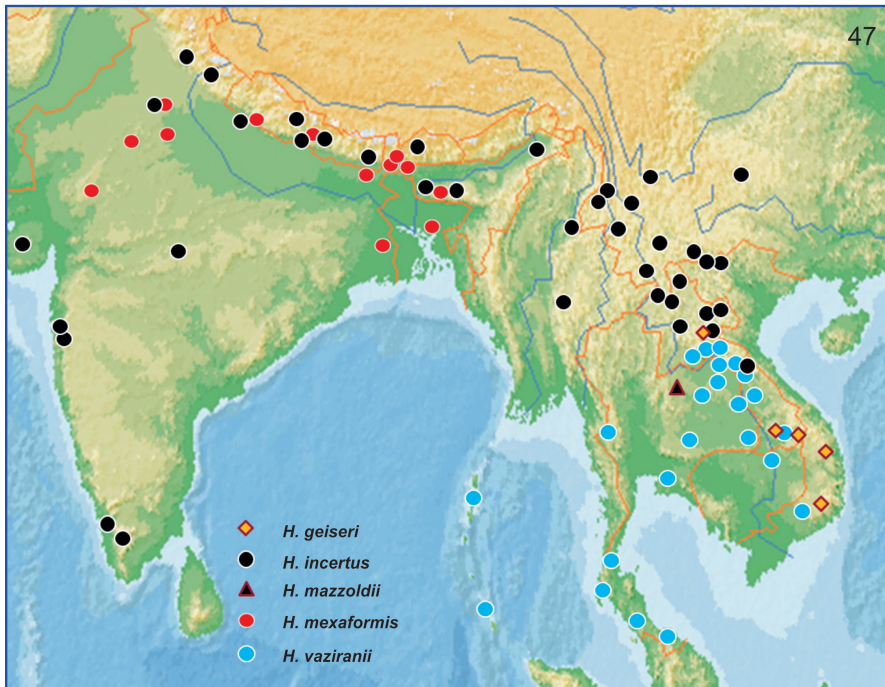 47
H. geiseri
H. incertus
H. mazzoldii
H. mexaformis
H. vaziranii